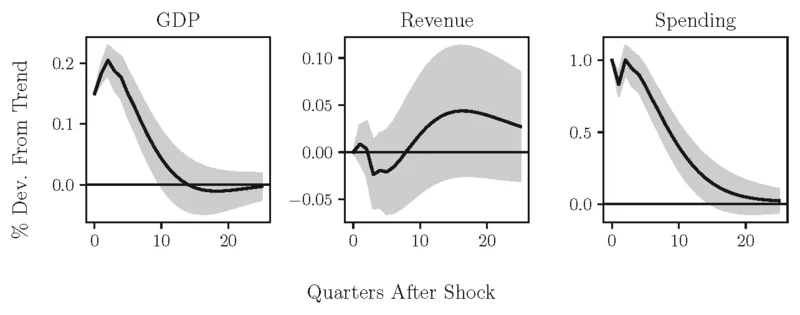 GDP
Revenue
Spending
% Dev. From Trend
0.2
0.1
0.0
0.10
0.05
0.00
−0.05
1.0
0.5
0.0
0 10 20
0 10 20
0 10 20
Quarters After Shock